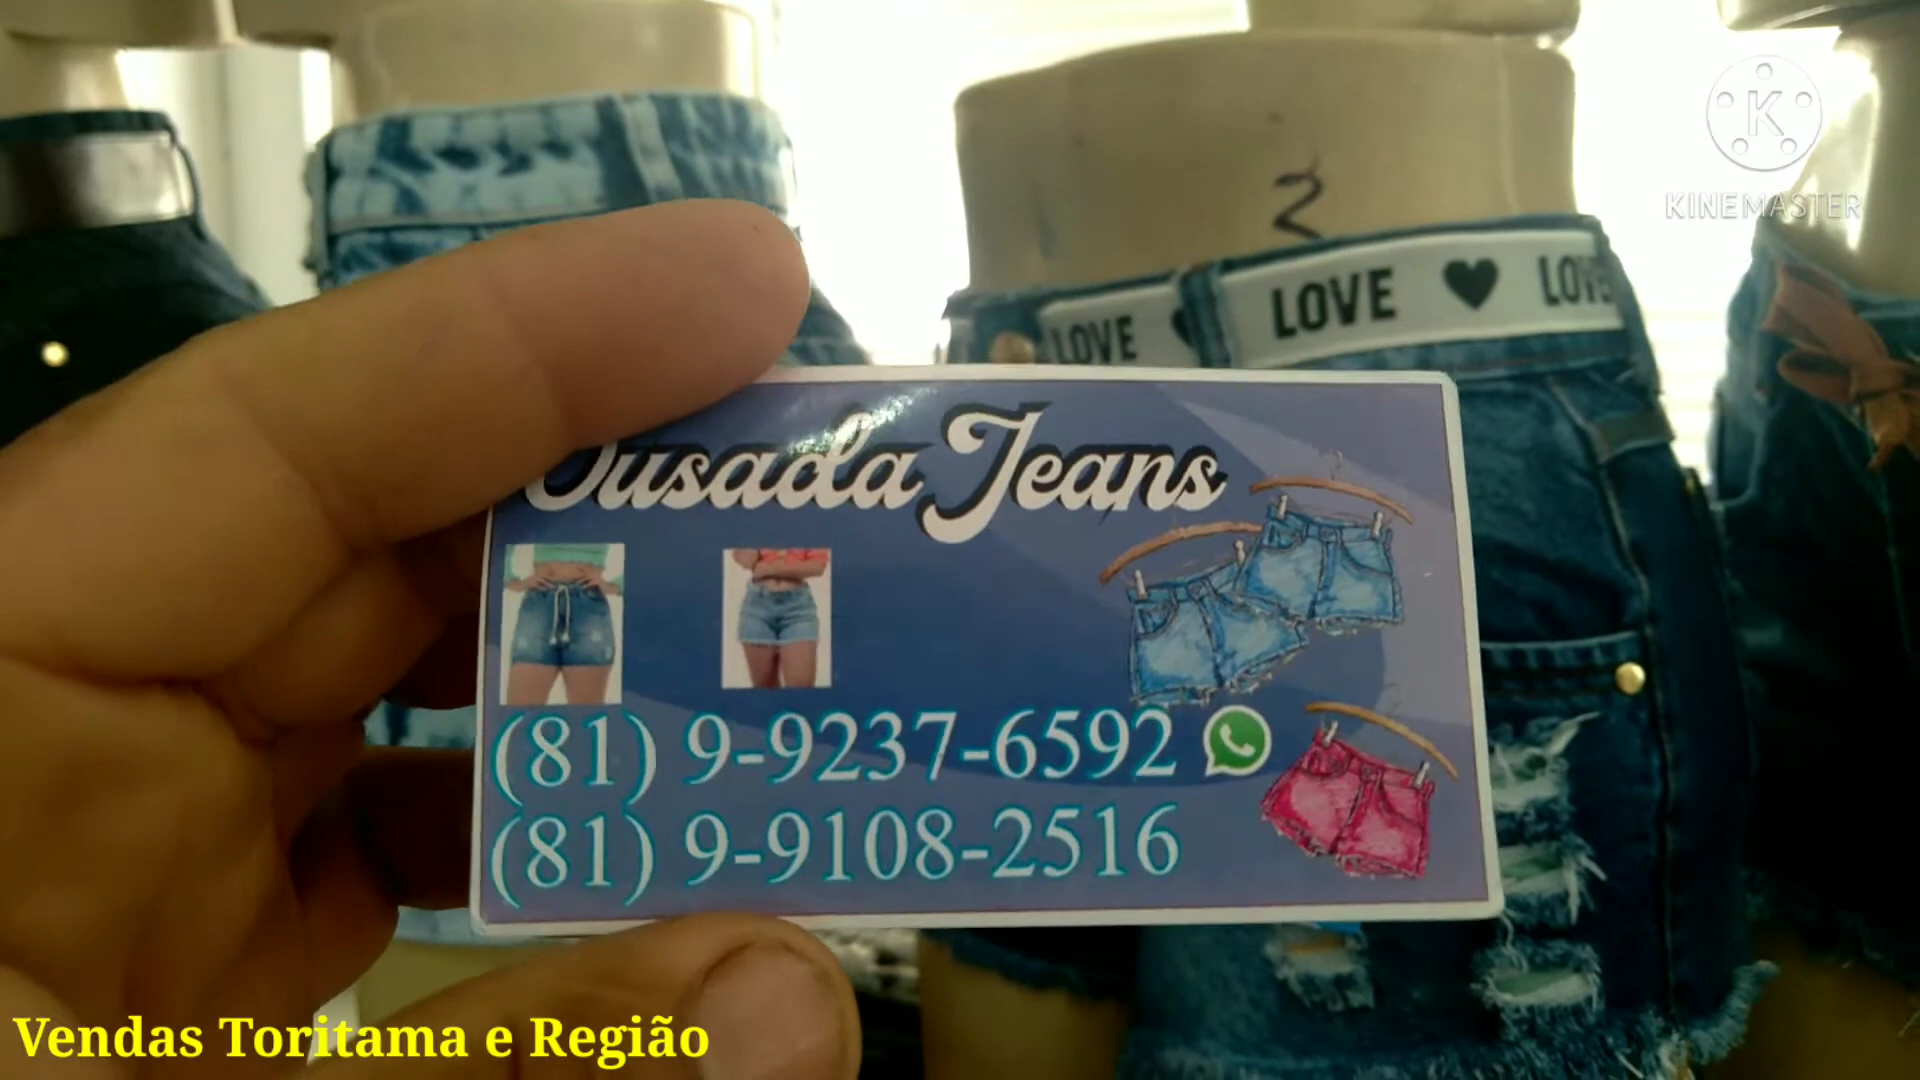 KINEMASTER
LOVE LOVE LOVE
Ousada Jeans
(81) 9-9237-6592
(81) 9-9108-2516
Vendas Toritama e Região